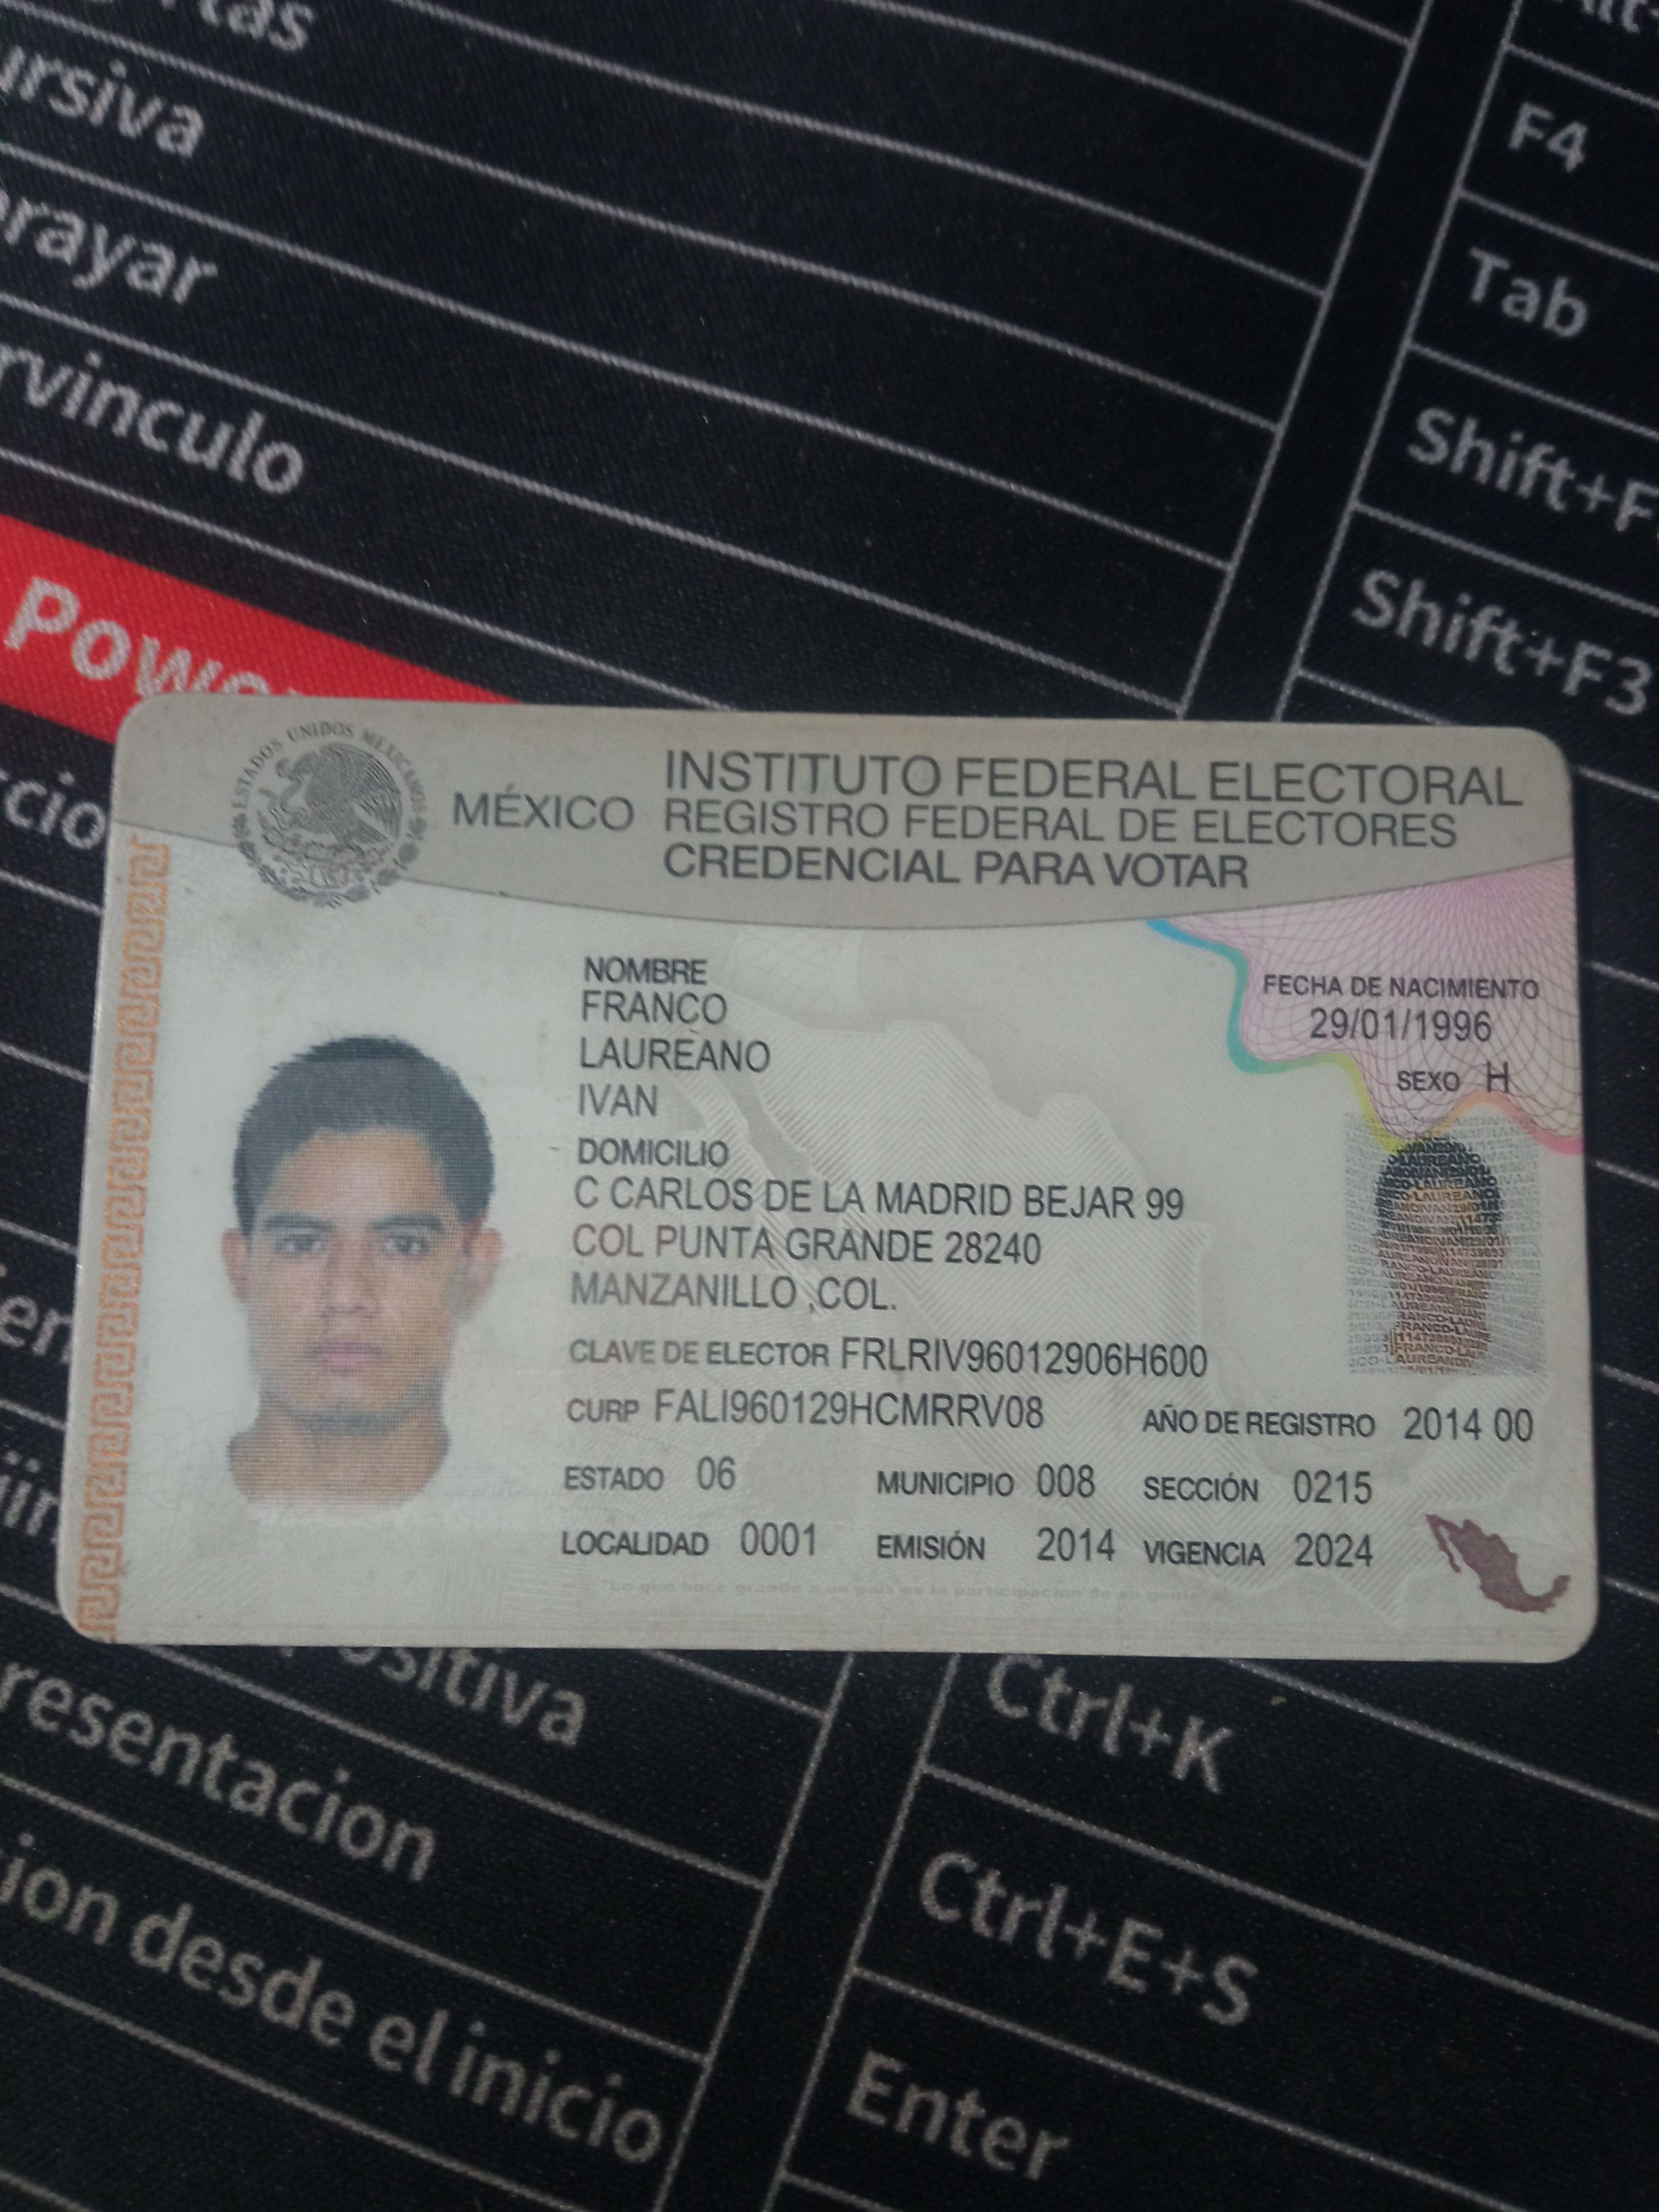 ursiva
rayar
rvinculo
F4
Tab
Shift+F
Shift+F3
ESTADOS UNIDOS MEXICANOS
MÉXICO
INSTITUTO FEDERAL ELECTORAL
REGISTRO FEDERAL DE ELECTORES
CREDENCIAL PARA VOTAR
NOMBRE
FRANCO
LAUREANO
IVAN
FECHA DE NACIMIENTO
29/01/1996
SEXO H
DOMICILIO
C CARLOS DE LA MADRID BEJAR 99
COL PUNTA GRANDE 28240
MANZANILLO ,COL.
CLAVE DE ELECTOR FRLRIV96012906H600
CURP FALI960129HCMRRV08 AÑO DE REGISTRO 2014 00
ESTADO 06 MUNICIPIO 008 SECCIÓN 0215
LOCALIDAD 0001 EMISIÓN 2014 VIGENCIA 2024
"Lo que hace grande a un país es la participación de su gente"
ositiva
Ctrl+K
resentacion
Ctrl+E+S
ion desde el inicio
Enter